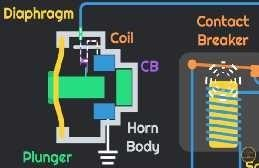 Diaphragm
Coil
Contact
Breaker
CB
Horn
Body
Plunger